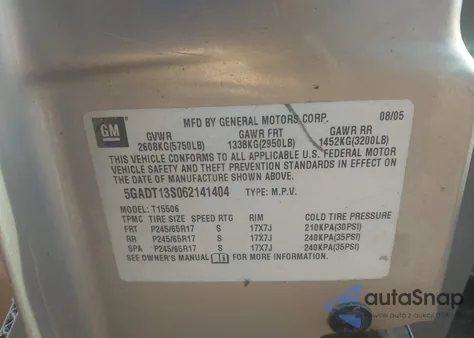 MFD BY GENERAL MOTORS CORP. 08/05
GM
GVWR GAWR FRT GAWR RR
2608KG(5750LB) 1338KG(2950LB) 1452KG(3200LB)
THIS VEHICLE CONFORMS TO ALL APPLICABLE U.S. FEDERAL MOTOR
VEHICLE SAFETY AND THEFT PREVENTION STANDARDS IN EFFECT ON
THE DATE OF MANUFACTURE SHOWN ABOVE.
5GADT13S062141404 TYPE: M.P.V.
MODEL: T15506
TPMC TIRE SIZE SPEED RTG RIM COLD TIRE PRESSURE
FRT P245/65R17 S 17X7J 210KPA(30PSI)
RR P245/65R17 S 17X7J 240KPA(35PSI)
SPA P245/65R17 S 17X7J 240KPA(35PSI)
SEE OWNER'S MANUAL FOR MORE INFORMATION.
autoSnap